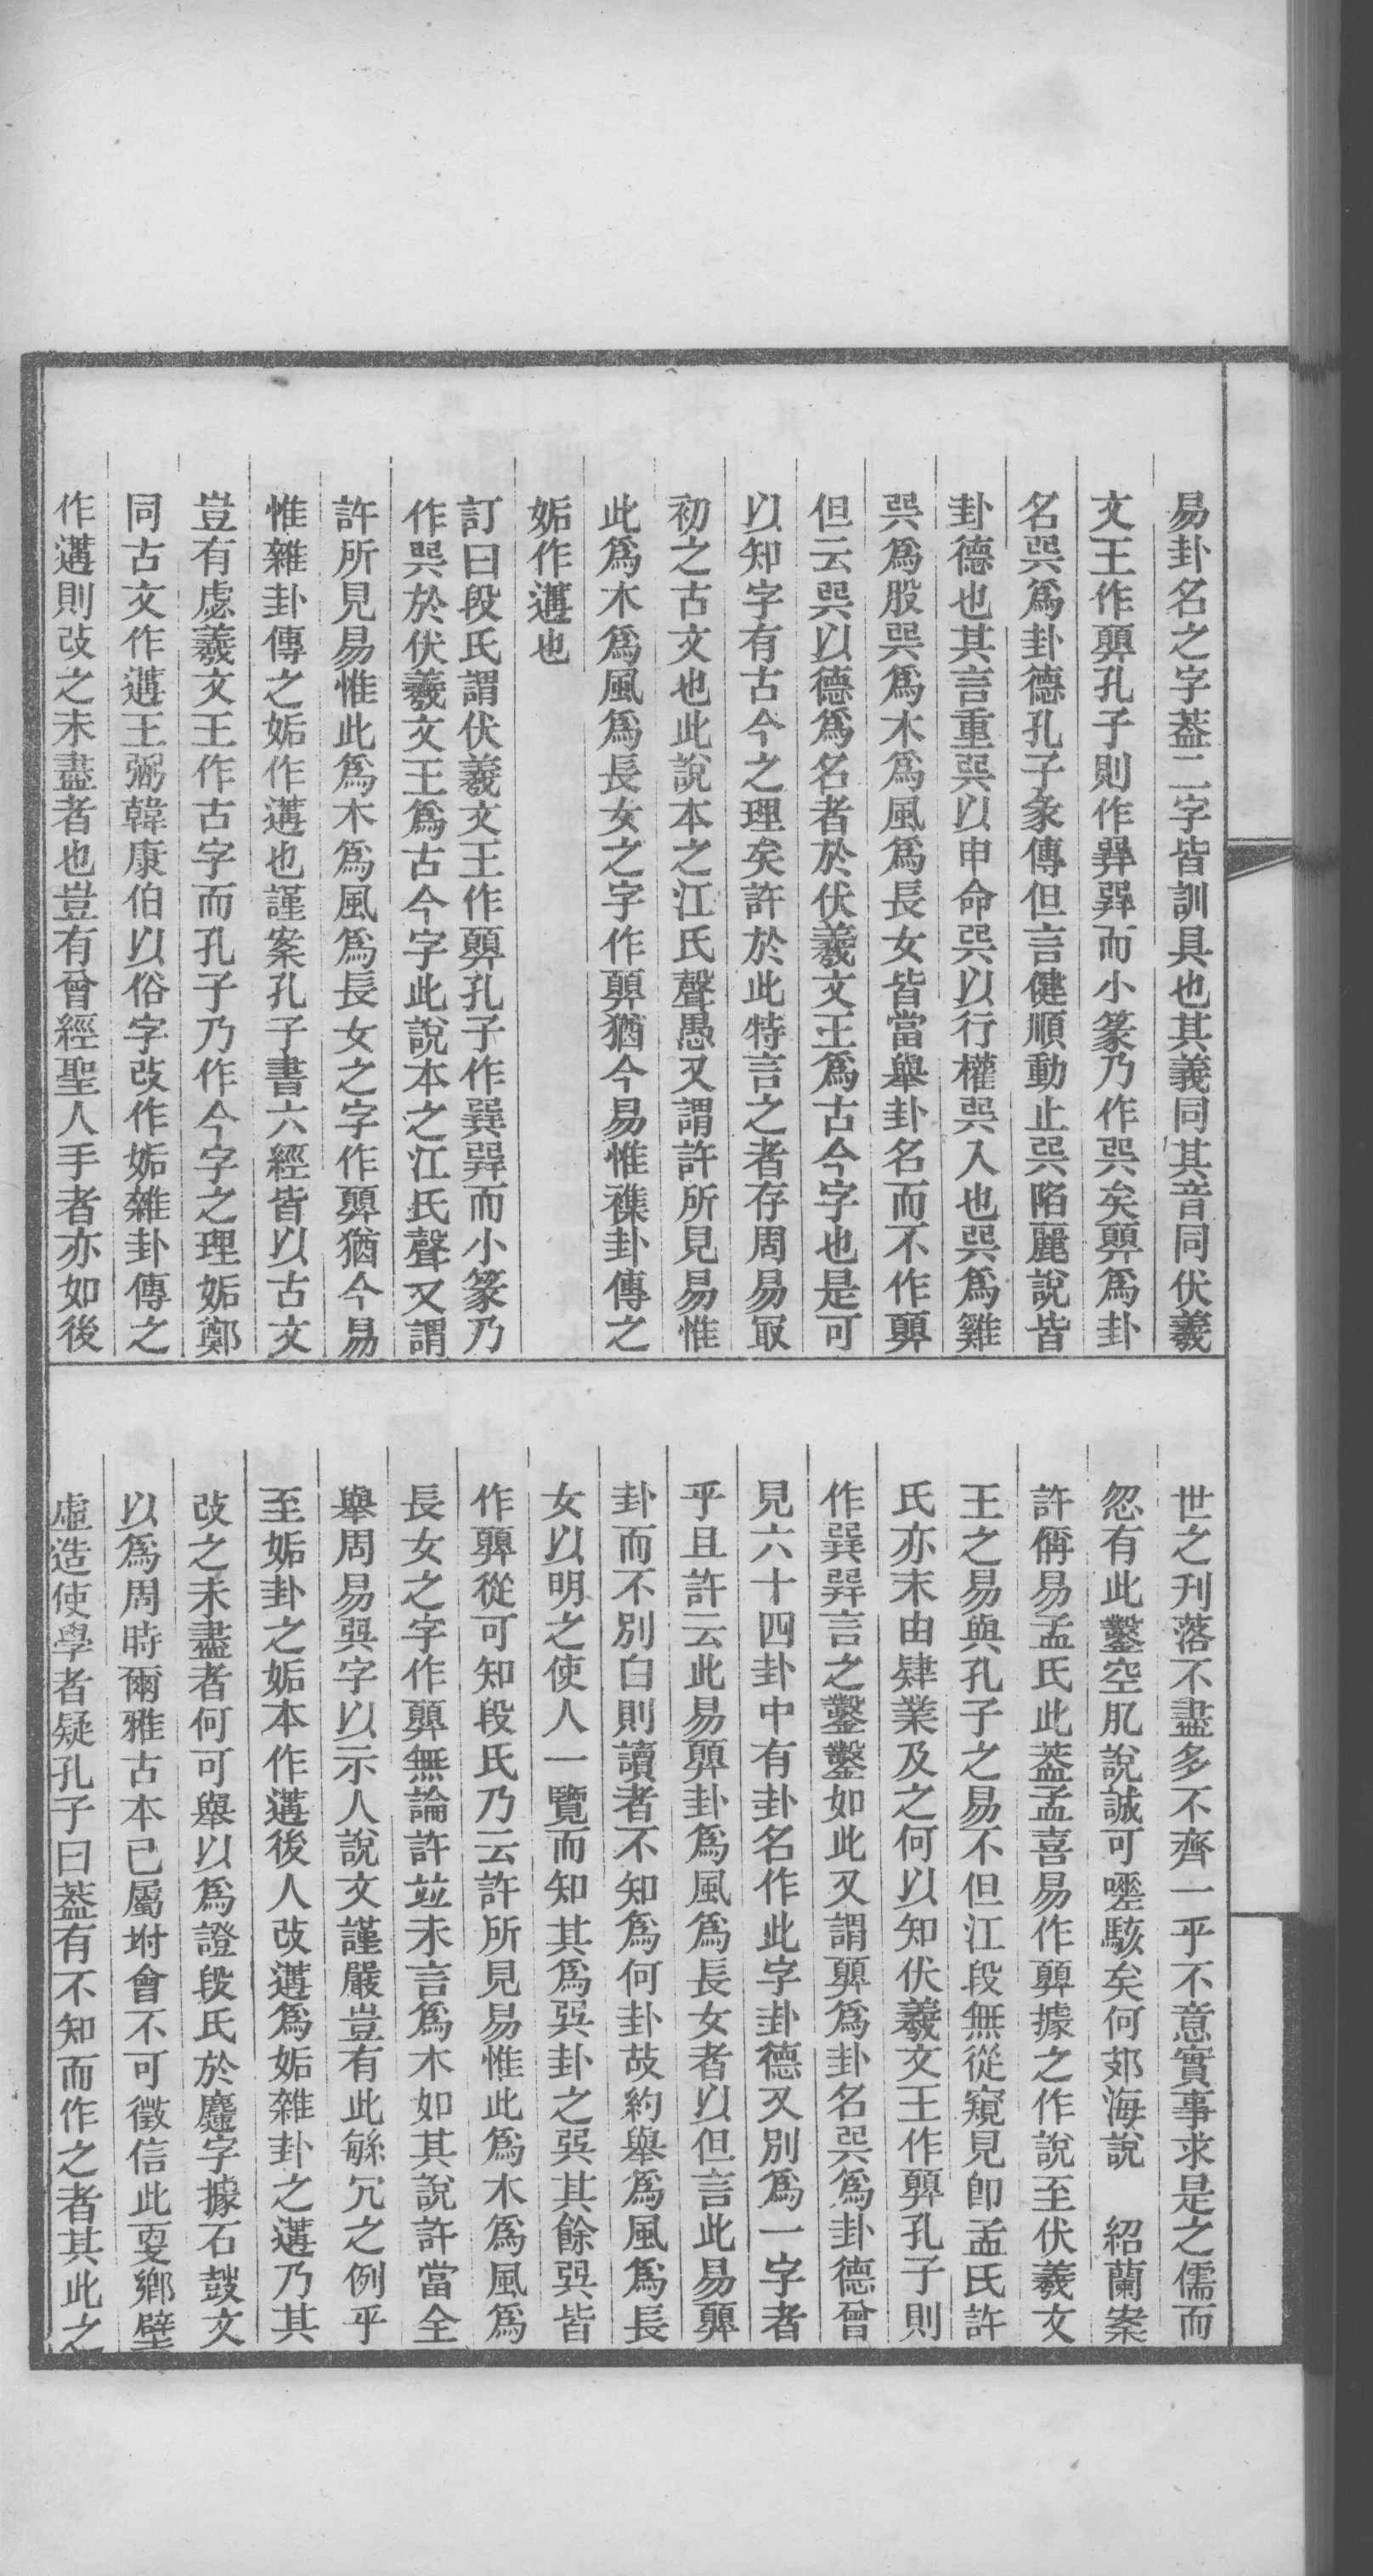 易卦名之字葢二字皆訓具也其義同其音同伏羲
文王作顨孔子則作㢲巽而小篆乃作巺矣顨爲卦
名巺爲卦德孔子彖傳但言健順動止巺陷麗說皆
卦德也其言重巺以申命巺以行權巺入也巺爲雞
巺爲股巺爲木爲風爲長女皆當舉卦名而不作顨
但云巺以德爲名者於伏羲文王爲古今字也是可
以知字有古今之理矣許於此特言之者存周易㝡
初之古文也此說本之江氏聲愚又謂許所見易惟
此爲木爲風爲長女之字作顨猶今易惟襍卦傳之
姤作遘也
訂曰段氏謂伏羲文王作顨孔子作巽㢲而小篆乃
作巺於伏羲文王爲古今字此說本之江氏聲又謂
許所見易惟此爲木爲風爲長女之字作顨猶今易
惟雜卦傳之姤作遘也謹案孔子書六經皆以古文
豈有虙羲文王作古字而孔子乃作今字之理姤鄭
同古文作遘王弼韓康伯以俗字改作姤雜卦傳之
作遘則改之未盡者也豈有曾經聖人手者亦如後
世之刋落不盡多不齊一乎不意實事求是之儒而
忽有此鑿空肊說誠可嗤駭矣何郊海說　紹蘭案
許偁易孟氏此葢孟喜易作顨據之作說至伏羲文
王之易與孔子之易不但江段無從窺見卽孟氏許
氏亦末由肄業及之何以知伏羲文王作顨孔子則
作巽㢲言之鑿鑿如此又謂顨爲卦名巺爲卦德曾
見六十四卦中有卦名作此字卦德又別爲一字者
乎且許云此易顨卦爲風爲長女者以但言此易顨
卦而不別白則讀者不知爲何卦故約舉爲風爲長
女以明之使人一覽而知其爲巺卦之巺其餘巺皆
作顨從可知段氏乃云許所見易惟此爲木爲風爲
長女之字作顨無論許竝未言爲木如其說許當全
舉周易巺字以示人說文謹嚴豈有此緐冗之例乎
至姤卦之姤本作遘後人改遘爲姤雜卦之遘乃其
改之未盡者何可舉以爲證段氏於麠字據石鼓文
以爲周時爾雅古本已屬坿會不可徵信此㪅鄉壁
虛造使學者疑孔子曰葢有不知而作之者其此之